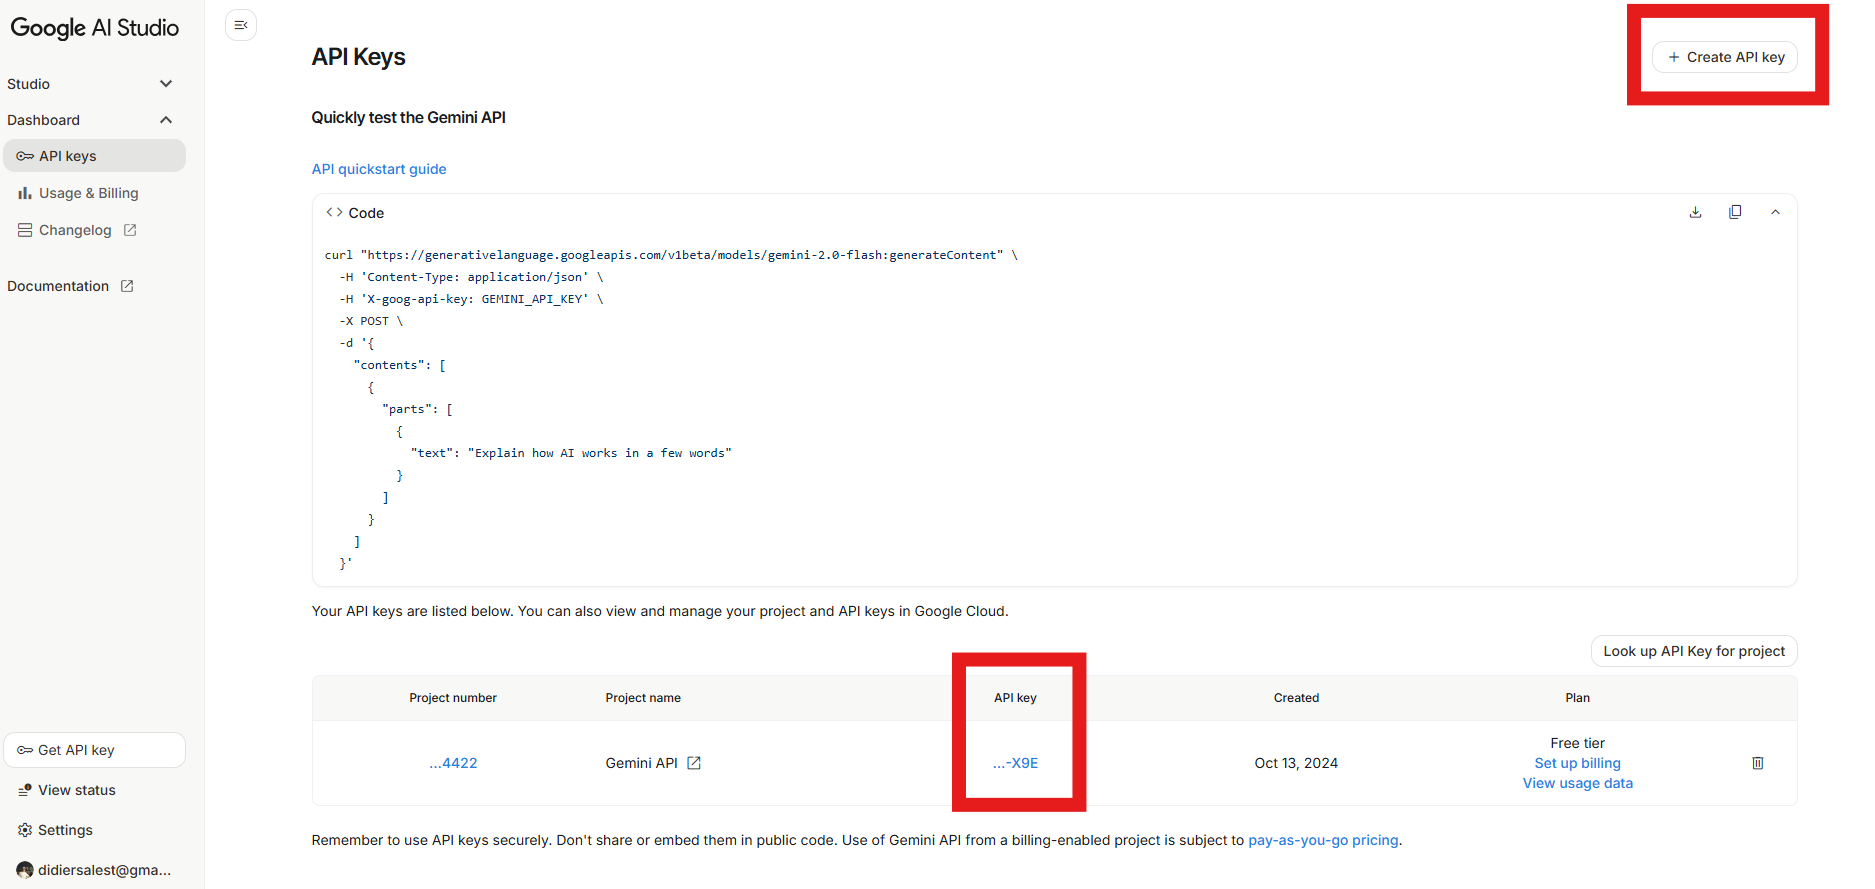 Google AI Studio
Studio
Dashboard
API keys
Usage & Billing
Changelog
Documentation
Get API key
View status
Settings
didiersalest@gma...
API Keys
+ Create API key
Quickly test the Gemini API
API quickstart guide
<> Code
curl "https://generativelanguage.googleapis.com/v1beta/models/gemini-2.0-flash:generateContent" \
  -H 'Content-Type: application/json' \
  -H 'X-goog-api-key: GEMINI_API_KEY' \
  -X POST \
  -d '{
    "contents": [
      {
        "parts": [
          {
            "text": "Explain how AI works in a few words"
          }
        ]
      }
    ]
  }'
Your API keys are listed below. You can also view and manage your project and API keys in Google Cloud.
Look up API Key for project
Project number Project name API key Created Plan
...4422 Gemini API ...-X9E Oct 13, 2024 Free tier
Set up billing
View usage data
Remember to use API keys securely. Don't share or embed them in public code. Use of Gemini API from a billing-enabled project is subject to pay-as-you-go pricing.